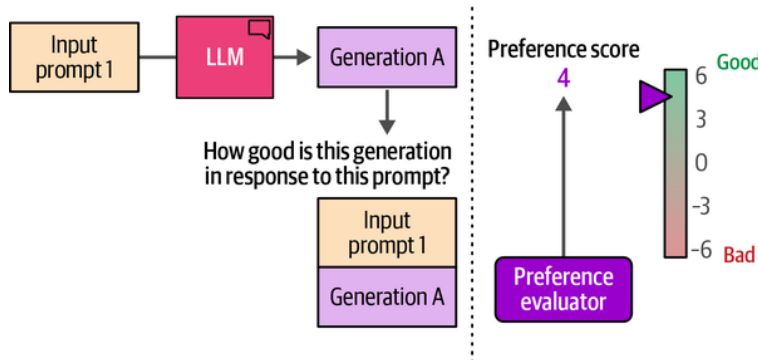 Input
prompt 1
LLM
Generation A
How good is this generation
in response to this prompt?
Input
prompt 1
Generation A
Preference score
4
Preference
evaluator
6
3
0
-3
-6
Good
Bad